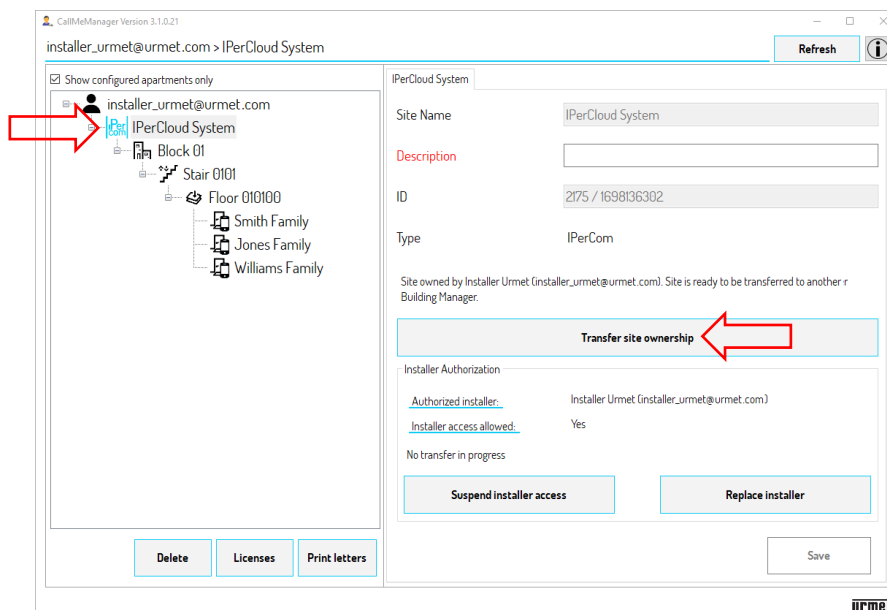 CallMeManager Version 3.1.0.21
installer_urmet@urmet.com > IPerCloud System
Refresh
Show configured apartments only
installer_urmet@urmet.com
IPer
com
IPerCloud System
Block 01
Stair 0101
Floor 010100
Smith Family
Jones Family
Williams Family
Delete
Licenses
Print letters
IPerCloud System
Site Name
IPerCloud System
Description
ID
2175 / 1698136302
Type
IPerCom
Site owned by Installer Urmet (installer_urmet@urmet.com). Site is ready to be transferred to another r
Building Manager.
Transfer site ownership
Installer Authorization
Authorized installer:
Installer Urmet (installer_urmet@urmet.com)
Installer access allowed:
Yes
No transfer in progress
Suspend installer access
Replace installer
Save